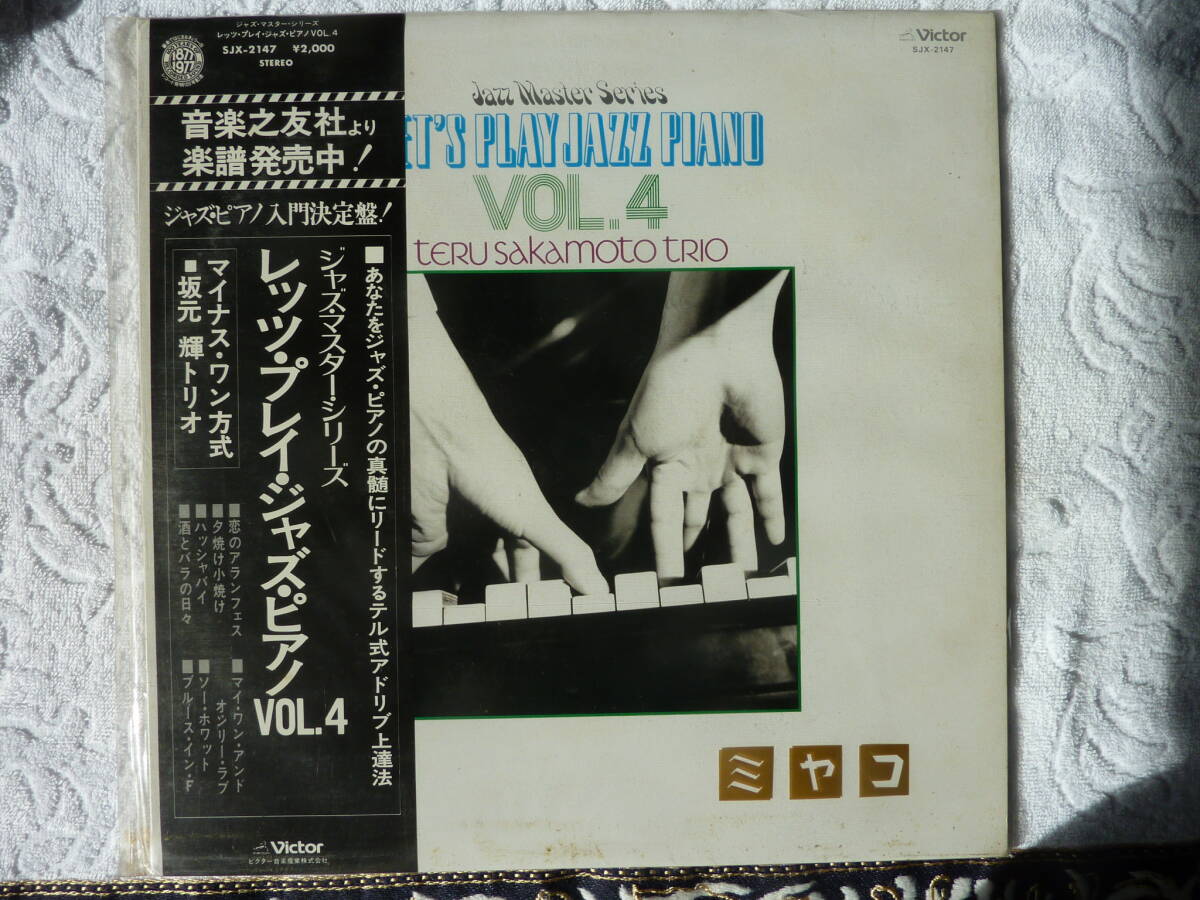 ジャズ・マスター・シリーズ
レッツ・プレイ・ジャズ・ピアノVOL.4
SJX-2147 ¥2,000
STEREO
1877
1977
音楽之友社より
楽譜発売中!
ジャズ・ピアノ入門決定盤!
■あなたをジャズ・ピアノの真髄にリードするテル式アドリブ上達法
ジャズ・マスター・シリーズ
レッツ・プレイ・ジャズ・ピアノ VOL.4
マイナス・ワン方式
■坂元 輝トリオ
■恋のアランフェス
■夕焼け小焼け
■ハッシャバイ
■酒とバラの日々
■マイ・ワン・アンド
オンリー・ラブ
■ソー・ホワット
■ブルース・イン・F
Victor
ビクター音楽産業株式会社
Victor
SJX-2147
Jazz Master Series
ET'S PLAY JAZZ PIANO
VOL.4
TERU SAKAMOTO TRIO
ミヤコ